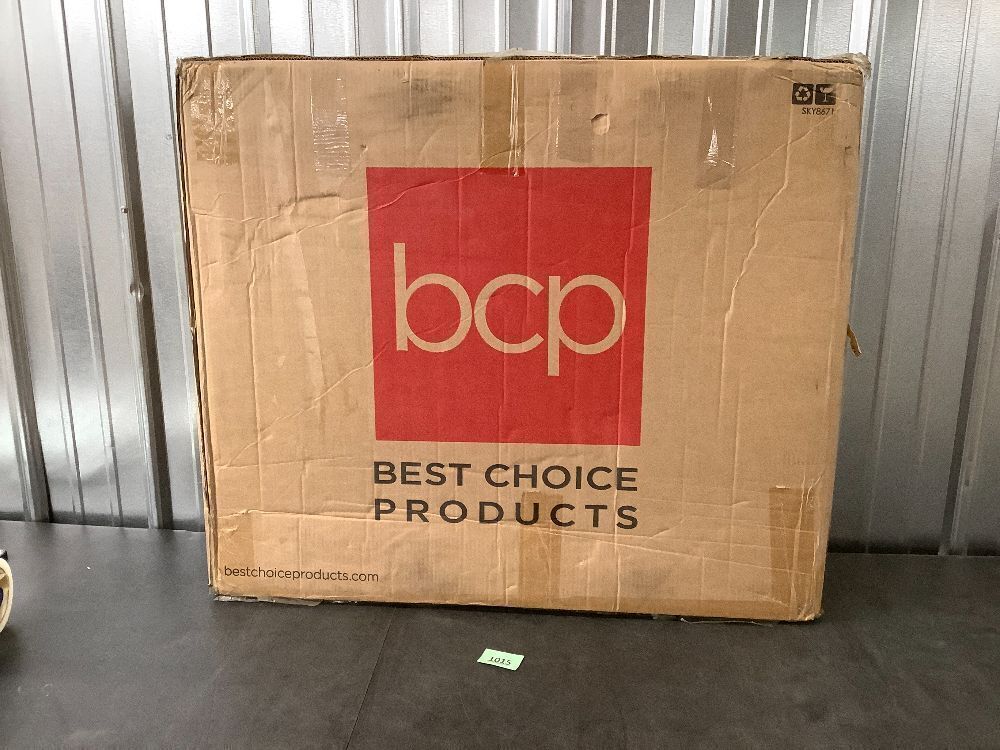 SKY8671
bcp
BEST CHOICE
PRODUCTS
bestchoiceproducts.com
1015